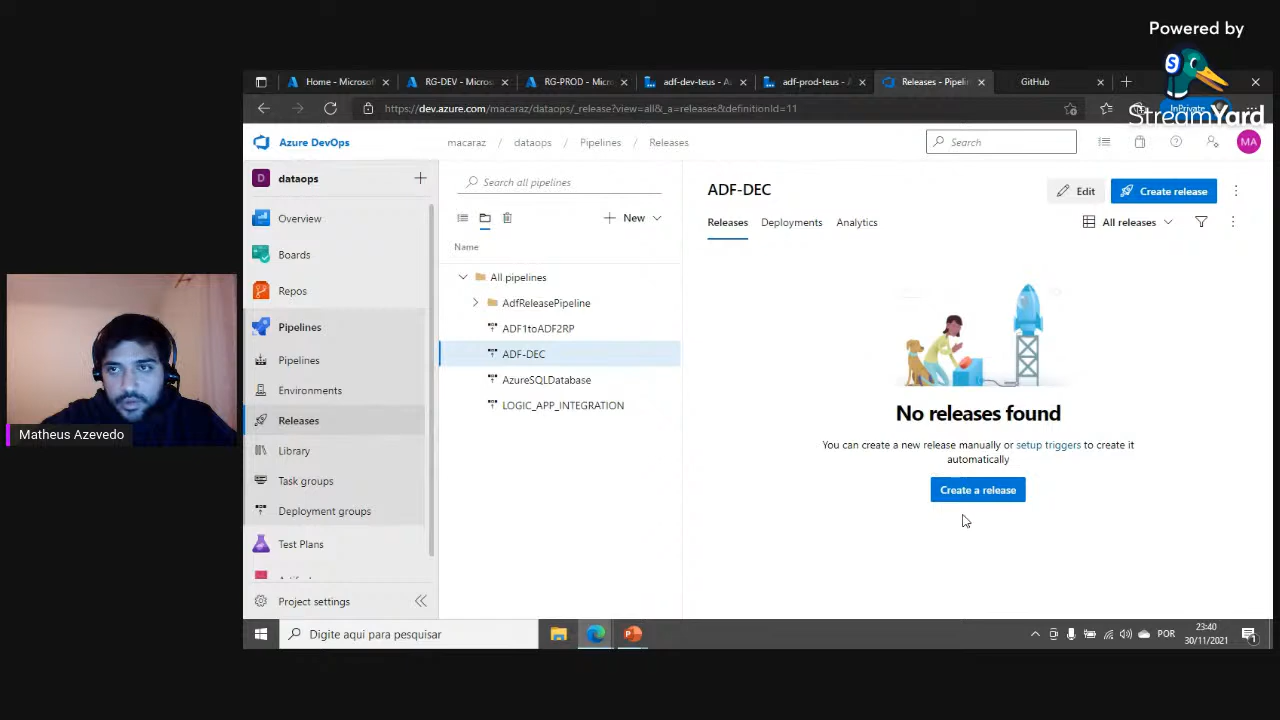 Powered by
S
StreamYard
Home - Microsof
RG-DEV - Micros
RG-PROD - Micro
adf-dev-teus - A
adf-prod-teus - A
Releases - Pipeli
GitHub
https://dev.azure.com/macaraz/dataops/_release?view=all&_a=releases&definitionId=11
InPrivate
Azure DevOps
macaraz / dataops / Pipelines / Releases
Search
MA
D
dataops
Overview
Boards
Repos
Pipelines
Pipelines
Environments
Releases
Library
Task groups
Deployment groups
Test Plans
Project settings
Search all pipelines
New
Name
All pipelines
AdfReleasePipeline
ADF1toADF2RP
ADF-DEC
AzureSQLDatabase
LOGIC_APP_INTEGRATION
ADF-DEC
Edit
Create release
Releases
Deployments
Analytics
All releases
No releases found
You can create a new release manually or setup triggers to create it
automatically
Create a release
Matheus Azevedo
Digite aqui para pesquisar
POR
23:40
30/11/2021
1